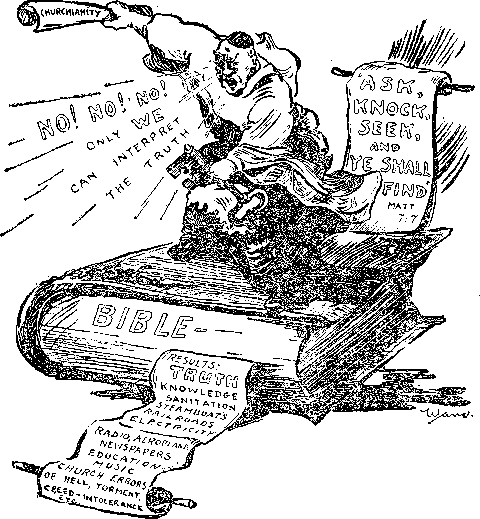 CHURCHIANITY
NO! NO! NO!
ONLY WE
CAN INTERPRET
THE TRUTH
ASK,
KNOCK,
SEEK,
AND
YE SHALL
FIND
MATT
7:7
BIBLE-
RESULTS:
TRUTH
KNOWLEDGE
SANITATION
STEAMBOATS
RAILROADS
ELECTRICITY
RADIO, AEROPLANE
NEWSPAPERS
EDUCATION
MUSIC
CHURCH ERRORS
OF HELL, TORMENT,
CREED-INTOLERANCE
ETC.